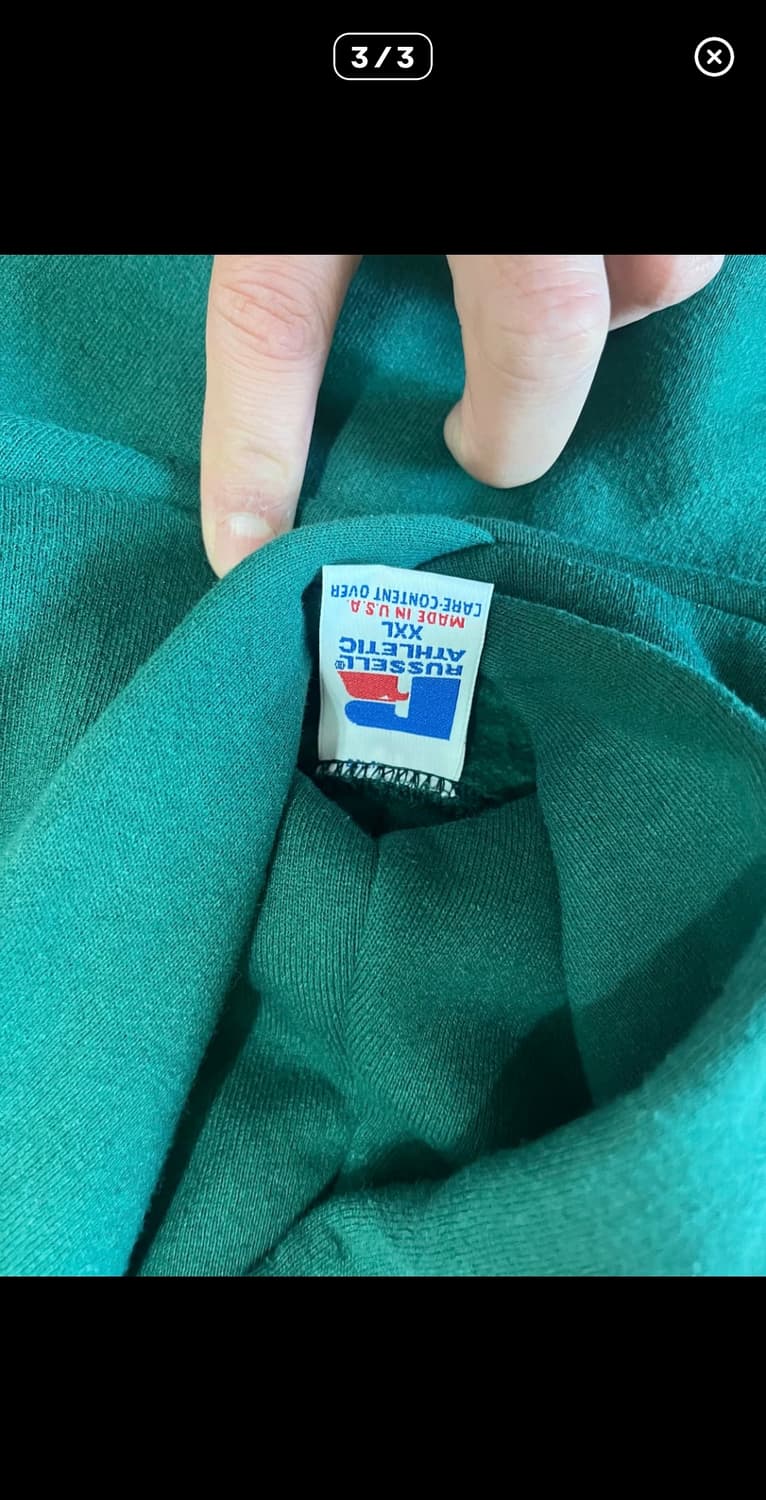 3/3
RUSSELL®
ATHLETIC
XXL
MADE IN U.S.A.
CARE-CONTENT OVER